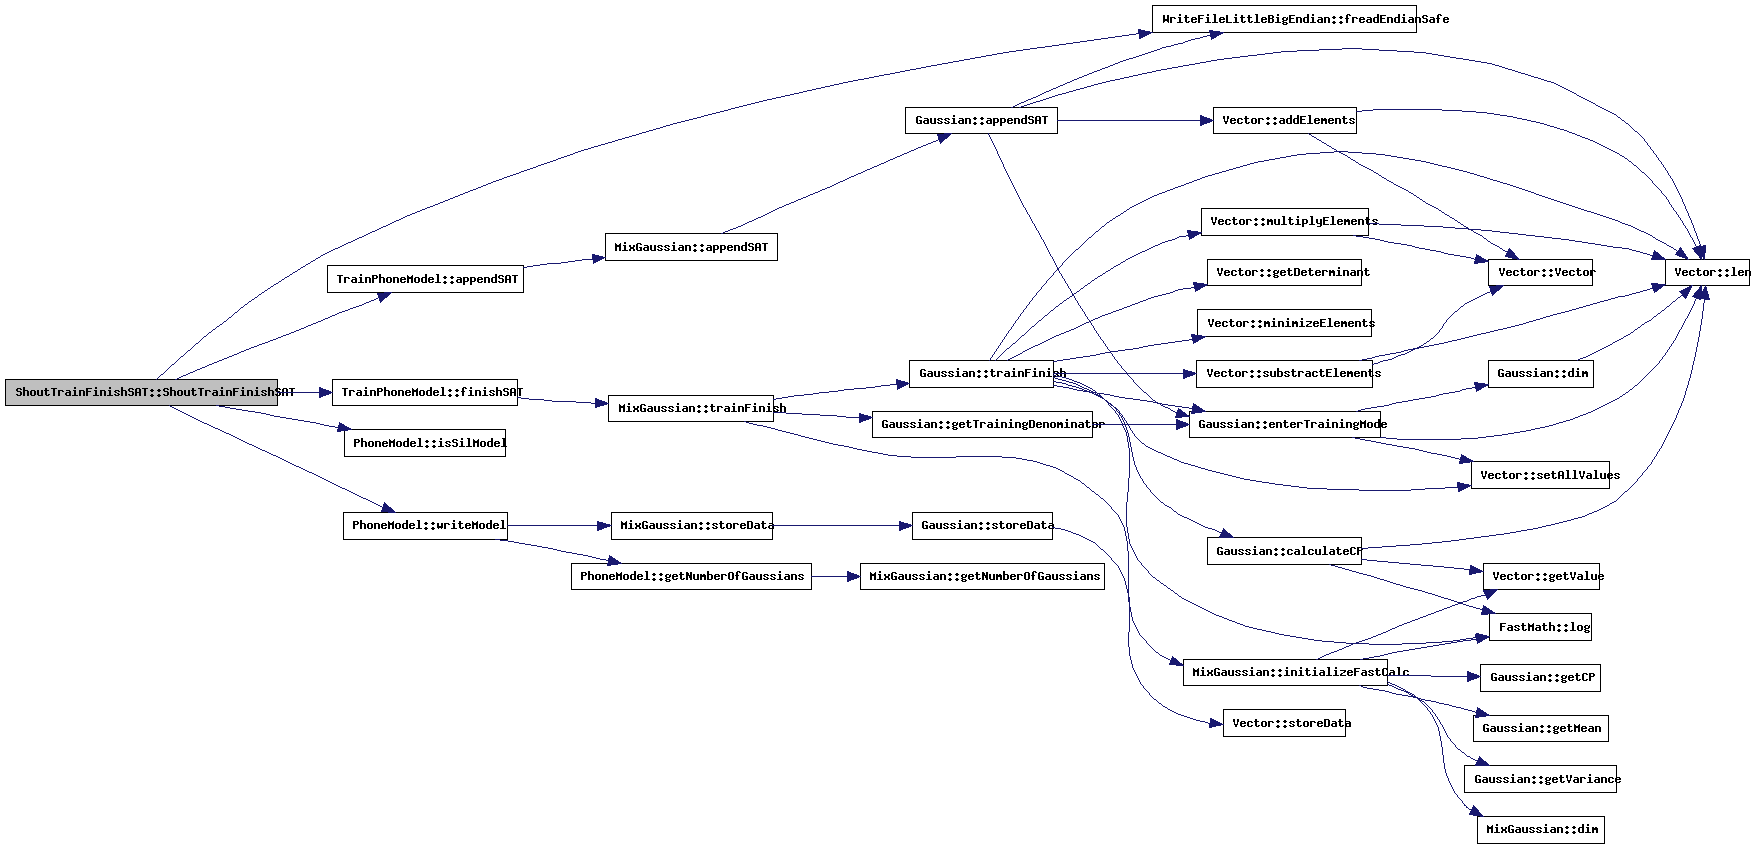 WriteFileLittleBigEndian::freadEndianSafe
Gaussian::appendSAT
Vector::addElements
Vector::multiplyElements
MixGaussian::appendSAT
Vector::getDeterminant
Vector::Vector
Vector::len
TrainPhoneModel::appendSAT
Vector::minimizeElements
Gaussian::trainFinish
Vector::substractElements
Gaussian::dim
ShoutTrainFinishSAT::ShoutTrainFinishSAT
TrainPhoneModel::finishSAT
MixGaussian::trainFinish
Gaussian::getTrainingDenominator
Gaussian::enterTrainingMode
PhoneModel::isSilModel
Vector::setAllValues
PhoneModel::writeModel
MixGaussian::storeData
Gaussian::storeData
Gaussian::calculateCP
PhoneModel::getNumberOfGaussians
MixGaussian::getNumberOfGaussians
Vector::getValue
FastMath::log
MixGaussian::initializeFastCalc
Gaussian::getCP
Vector::storeData
Gaussian::getMean
Gaussian::getVariance
MixGaussian::dim